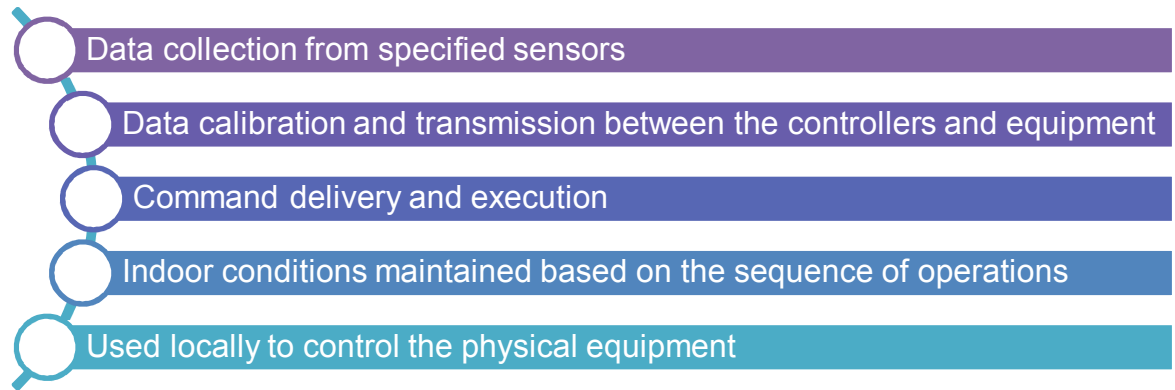 Data collection from specified sensors
Data calibration and transmission between the controllers and equipment
Command delivery and execution
Indoor conditions maintained based on the sequence of operations
Used locally to control the physical equipment